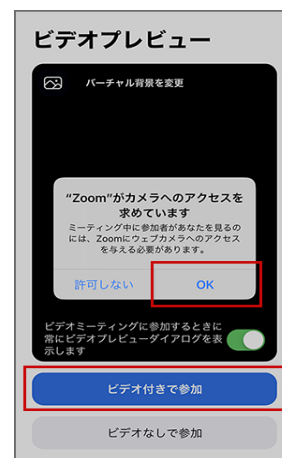 ビデオプレビュー
バーチャル背景を変更
"Zoom"がカメラへのアクセスを
求めています
ミーティング中に参加者があなたを見るの
には、Zoomにウェブカメラへのアクセス
を与える必要があります。
許可しない
OK
ビデオミーティングに参加するときに
常にビデオプレビューダイアログを表
示します
ビデオ付きで参加
ビデオなしで参加